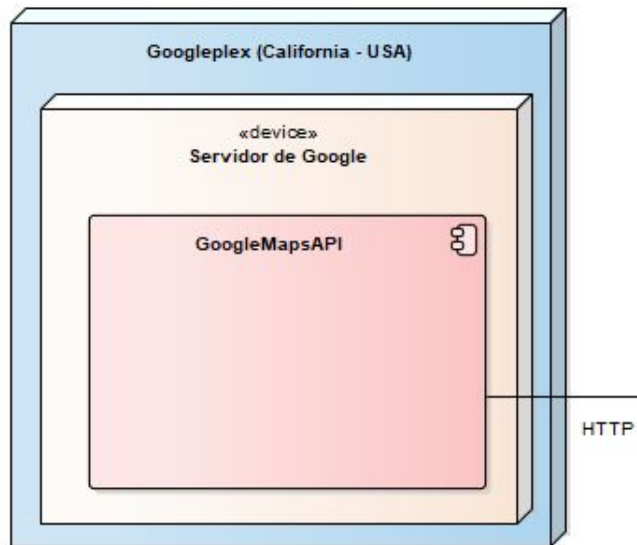 Googleplex (California - USA)
«device»
Servidor de Google
GoogleMapsAPI
HTTP